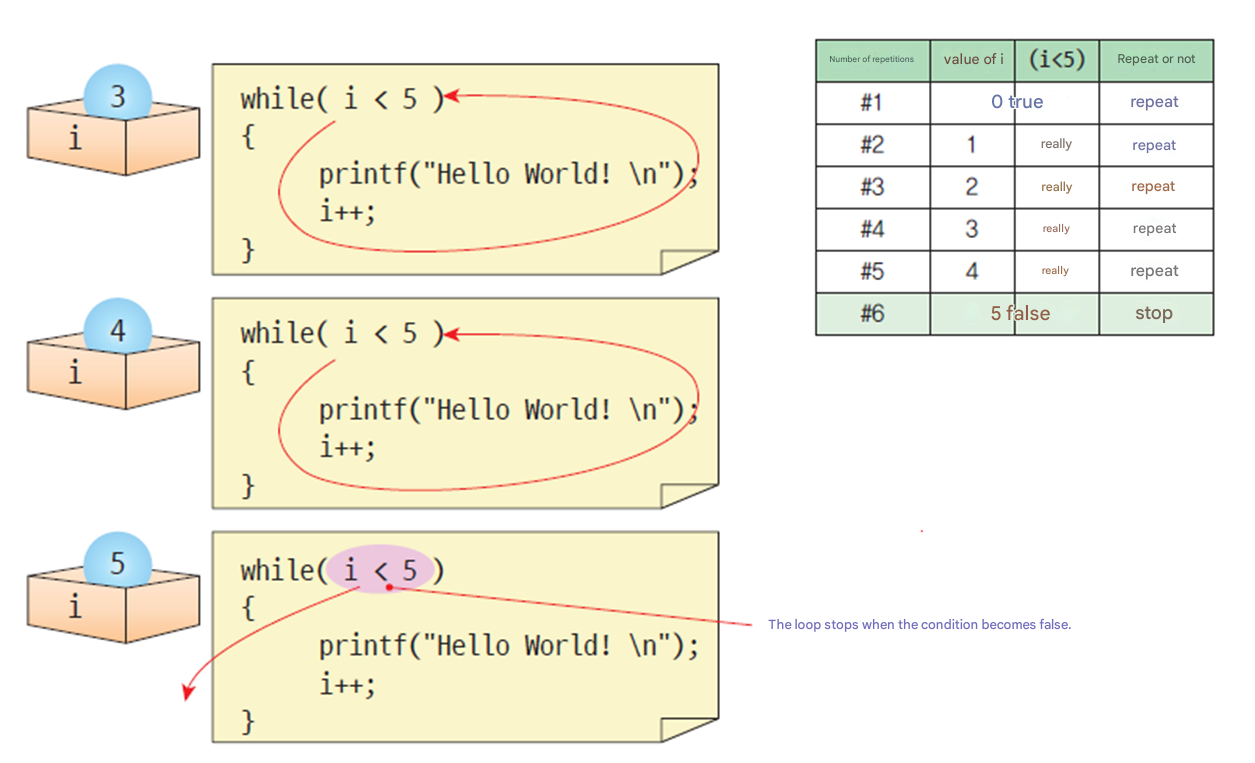 3
i
while( i < 5 )
{
printf("Hello World! \n");
i++;
}
4
i
while( i < 5 )
{
printf("Hello World! \n");
i++;
}
5
i
while( i < 5 )
{
printf("Hello World! \n");
i++;
}
Number of repetitions value of i (i<5) Repeat or not
#1 0 true repeat
#2 1 really repeat
#3 2 really repeat
#4 3 really repeat
#5 4 really repeat
#6 5 false stop
The loop stops when the condition becomes false.